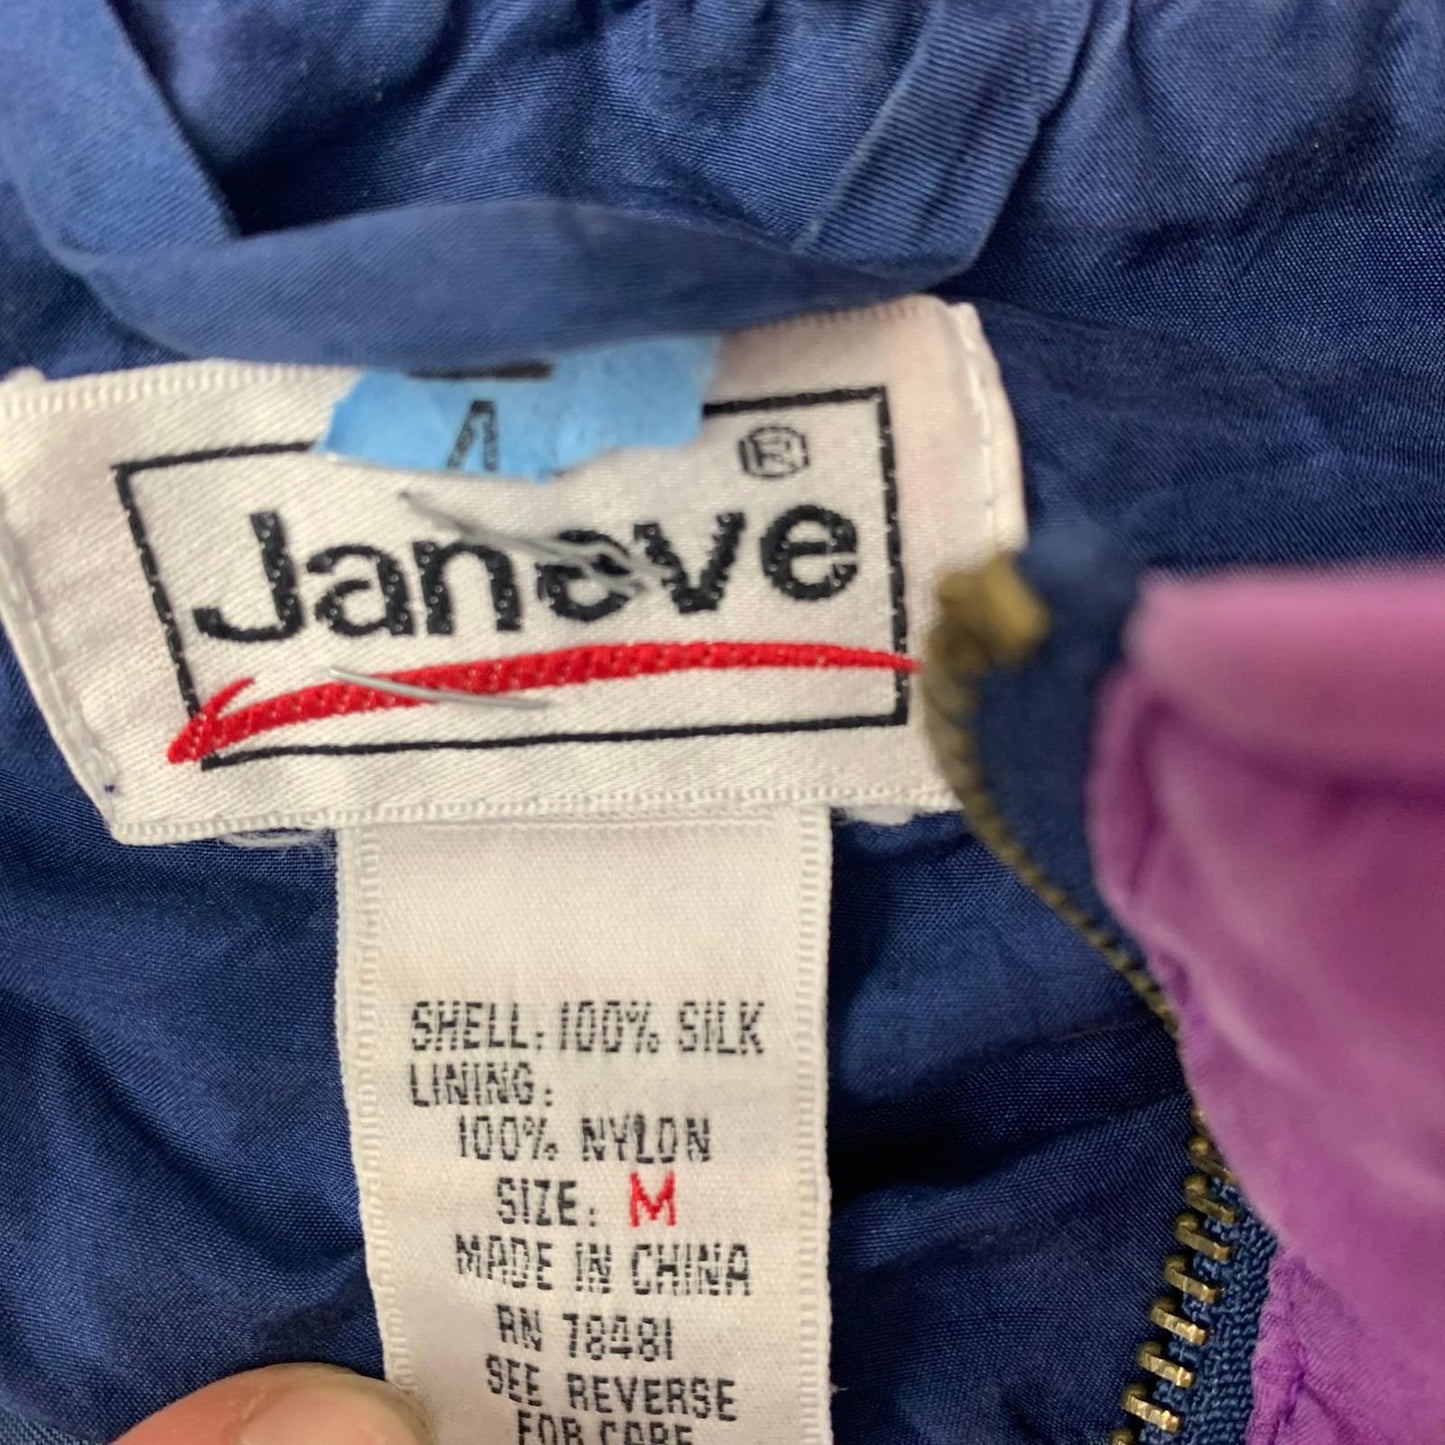 Janeve ®
SHELL: 100% SILK
LINING:
100% NYLON
SIZE: M
MADE IN CHINA
RN 78481
SEE REVERSE
FOR CARE